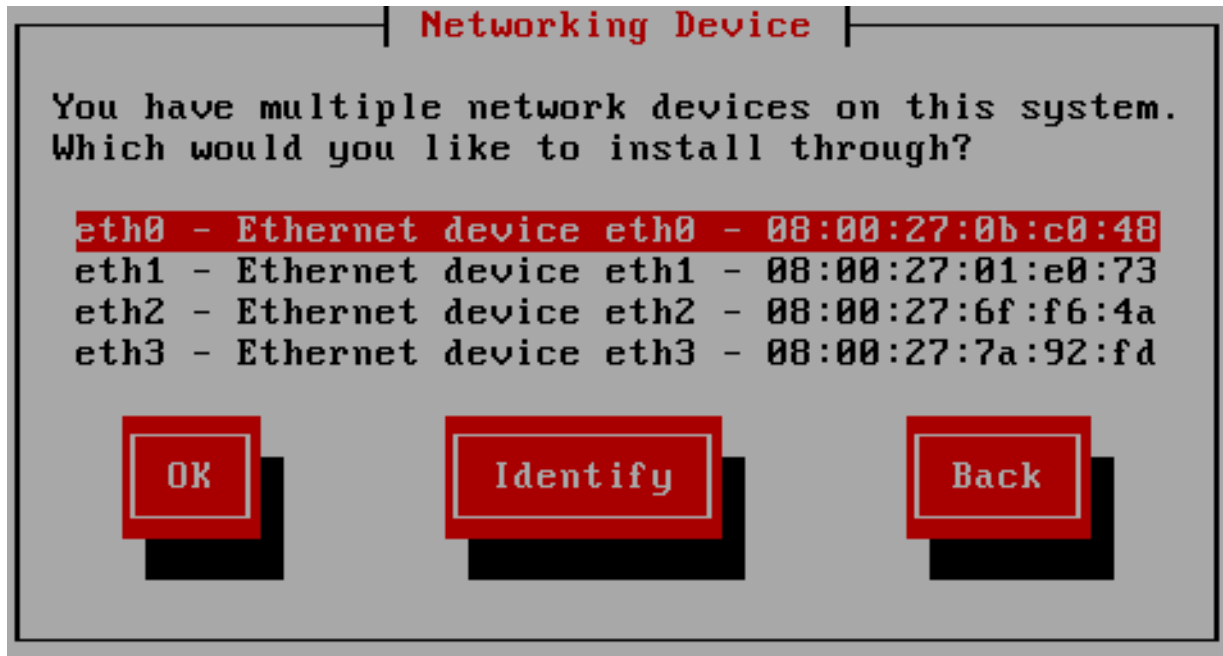 Networking Device
You have multiple network devices on this system.
Which would you like to install through?
eth0 - Ethernet device eth0 - 08:00:27:0b:c0:48
eth1 - Ethernet device eth1 - 08:00:27:01:e0:73
eth2 - Ethernet device eth2 - 08:00:27:6f:f6:4a
eth3 - Ethernet device eth3 - 08:00:27:7a:92:fd
OK Identify Back